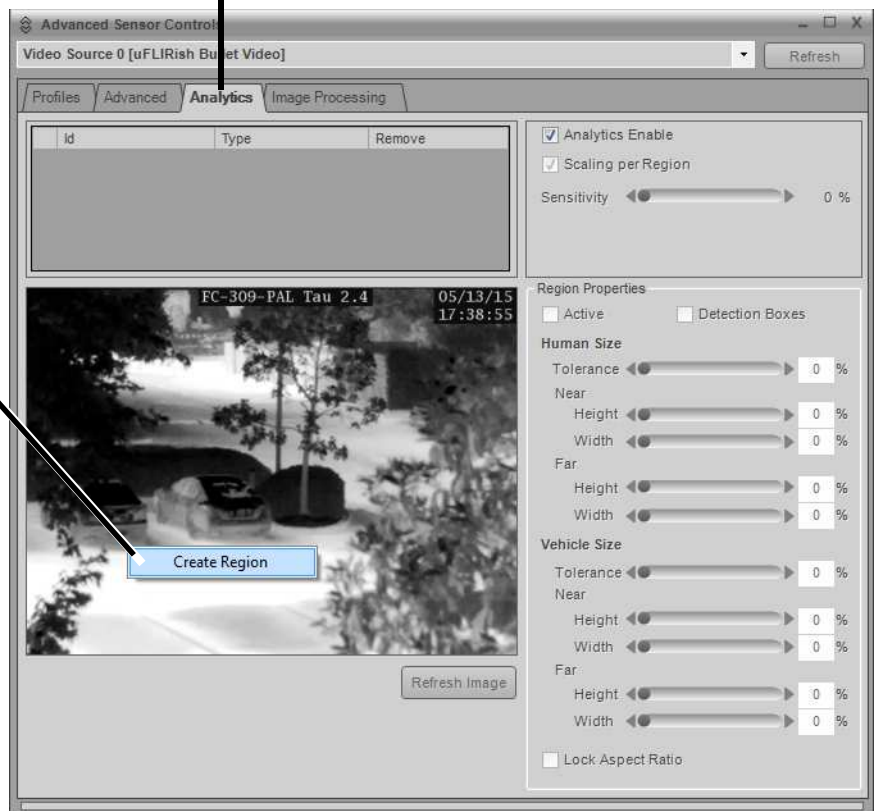 Advanced Sensor Controls
Video Source 0 [uFLIRish Bullet Video]
Refresh
Profiles
Advanced
Analytics
Image Processing
Id
Type
Remove
Analytics Enable
Scaling per Region
Sensitivity
0 %
FC-309-PAL Tau 2.4
05/13/15
17:38:55
Create Region
Refresh Image
Region Properties
Active
Detection Boxes
Human Size
Tolerance 0 %
Near
Height 0 %
Width 0 %
Far
Height 0 %
Width 0 %
Vehicle Size
Tolerance 0 %
Near
Height 0 %
Width 0 %
Far
Height 0 %
Width 0 %
Lock Aspect Ratio